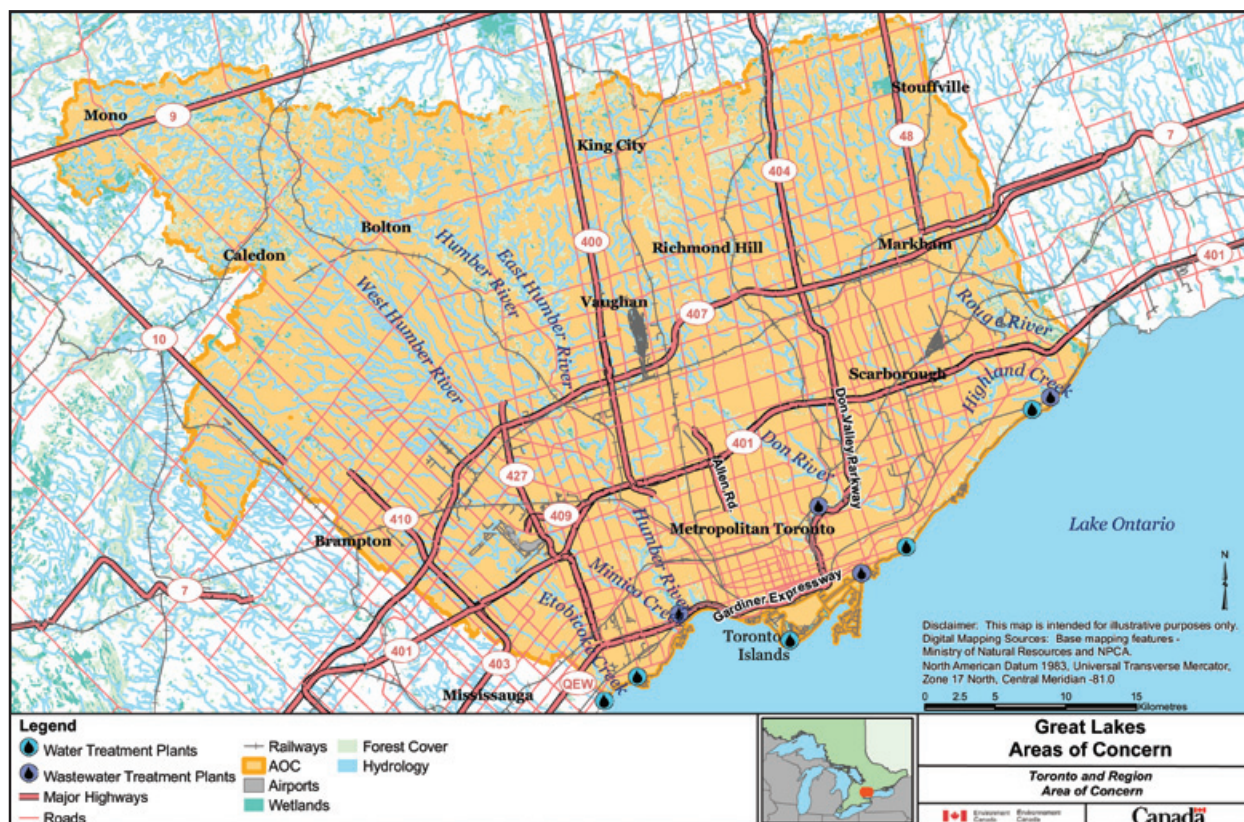 Mono
9
Stouffville
48
7
King City
404
Bolton
Humber River
East Humber River
400
Richmond Hill
Markham
401
Caledon
West Humber River
Vaughan
407
Rouge River
10
Scarborough
Highland Creek
Don Valley Parkway
427
401
Don River
Allen Rd.
410
409
Metropolitan Toronto
Lake Ontario
Brampton
Humber River
Mimico Creek
Gardiner Expressway
N
7
Etobicoke Creek
Toronto
Islands
401
403
QEW
Mississauga
Disclaimer: This map is intended for illustrative purposes only.
Digital Mapping Sources: Base mapping features -
Ministry of Natural Resources and NPCA.
North American Datum 1983, Universal Transverse Mercator,
Zone 17 North, Central Meridian -81.0
0 2.5 5 10 15
Kilometres
Legend
Water Treatment Plants
Wastewater Treatment Plants
Major Highways
Roads
Railways
AOC
Airports
Wetlands
Forest Cover
Hydrology
Great Lakes
Areas of Concern
Toronto and Region
Area of Concern
Environment Environnement
Canada Canada
Canada